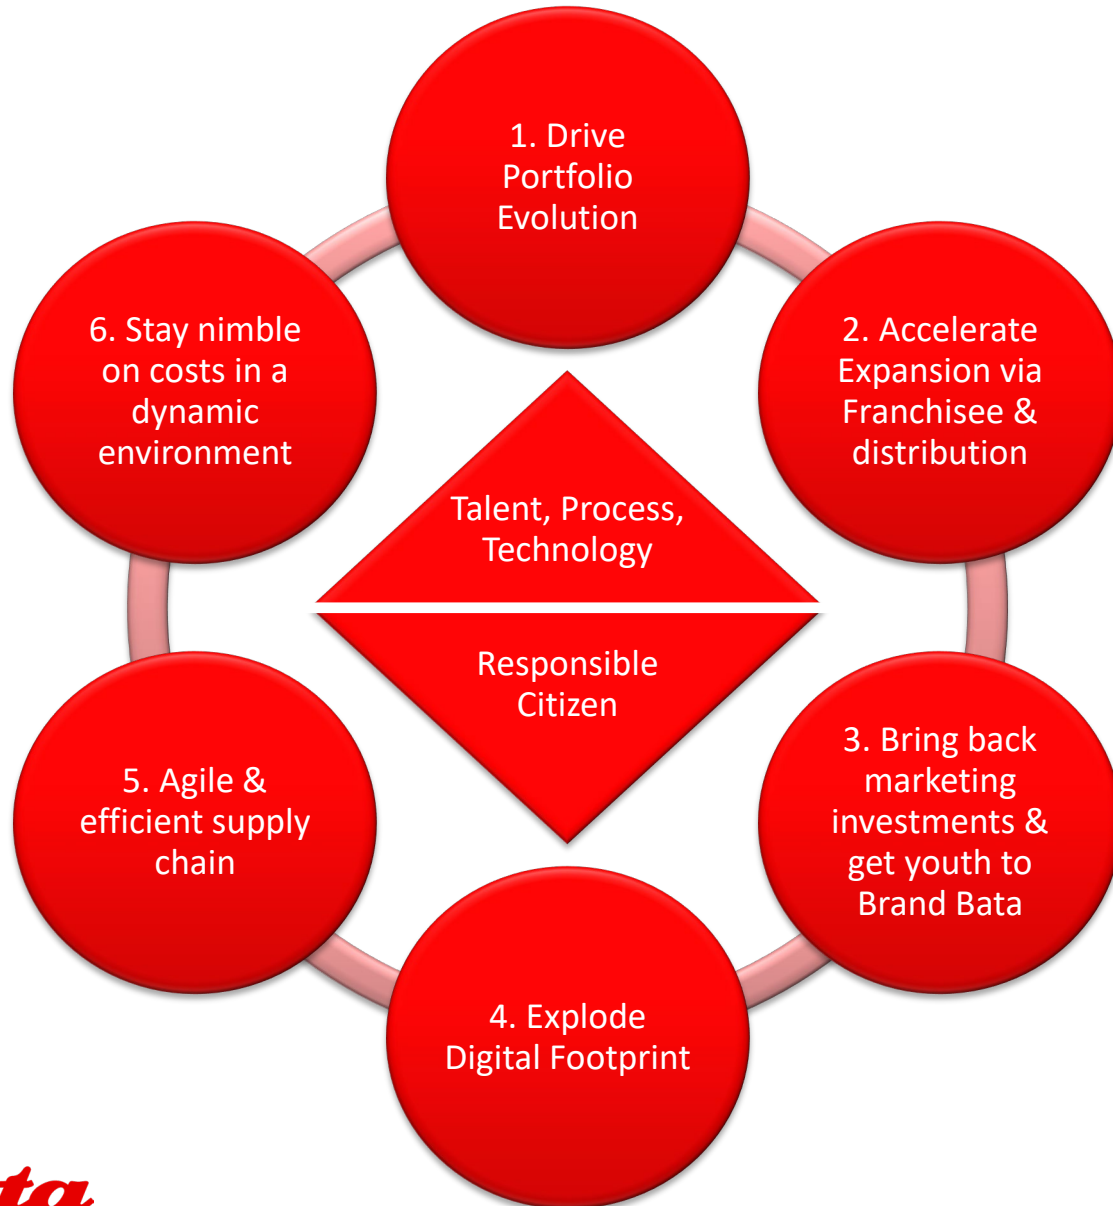 1. Drive
Portfolio
Evolution
2. Accelerate
Expansion via
Franchisee &
distribution
3. Bring back
marketing
investments &
get youth to
Brand Bata
4. Explode
Digital Footprint
5. Agile &
efficient supply
chain
6. Stay nimble
on costs in a
dynamic
environment
Talent, Process,
Technology
Responsible
Citizen